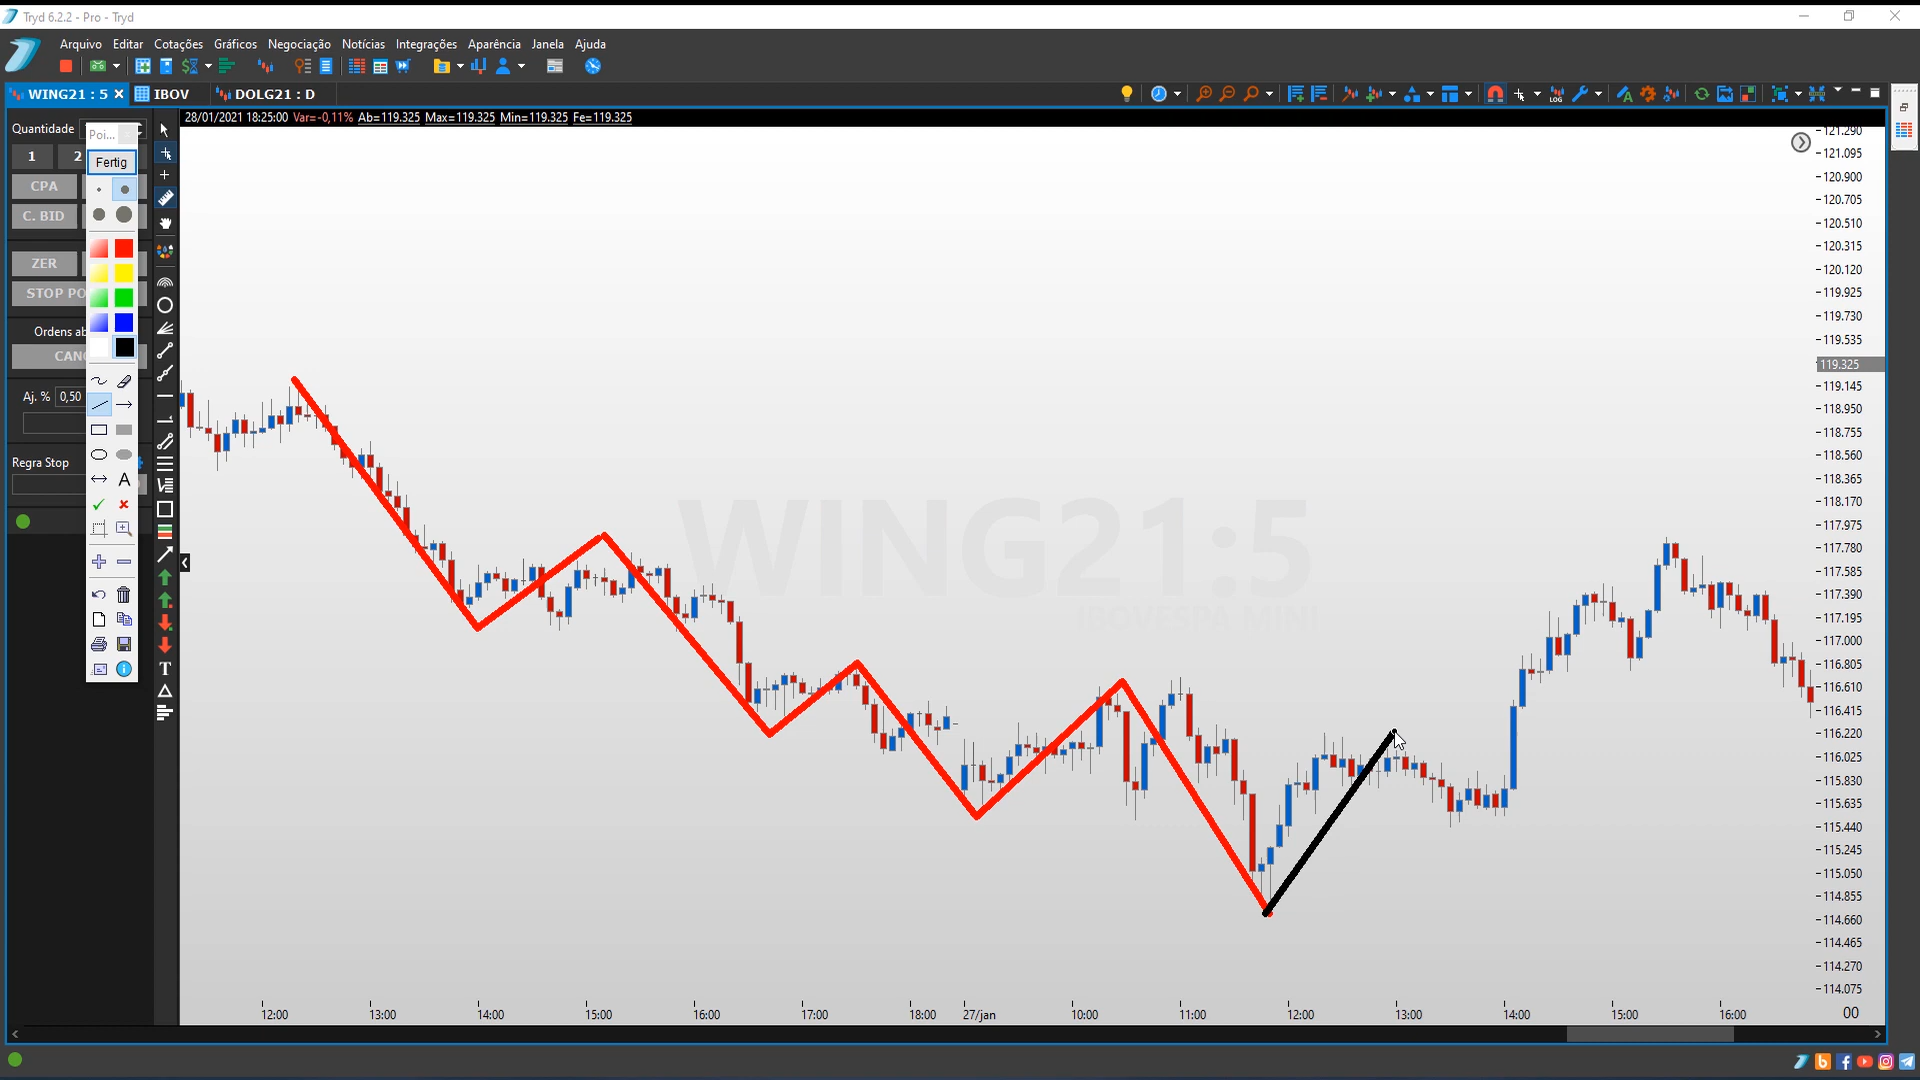 Tryd 6.2.2 - Pro - Tryd
Arquivo Editar Cotações Gráficos Negociação Notícias Integrações Aparência Janela Ajuda
WING21 : 5 IBOV DOLG21 : D
LOG
28/01/2021 18:25:00 Var=-0,11% Ab=119.325 Max=119.325 Min=119.325 Fe=119.325
Quantidade
Poi...
1 2
Fertig
CPA
C. BID
ZER
STOP PO
Ordens ab
CANC
Aj. % 0,50
Regra Stop
A
T
WING21:5
IBOVESPA MINI
121.290
121.095
120.900
120.705
120.510
120.315
120.120
119.925
119.730
119.535
119.325
119.145
118.950
118.755
118.560
118.365
118.170
117.975
117.780
117.585
117.390
117.195
117.000
116.805
116.610
116.415
116.220
116.025
115.830
115.635
115.440
115.245
115.050
114.855
114.660
114.465
114.270
114.075
12:00 13:00 14:00 15:00 16:00 17:00 18:00 27/jan 10:00 11:00 12:00 13:00 14:00 15:00 16:00 00